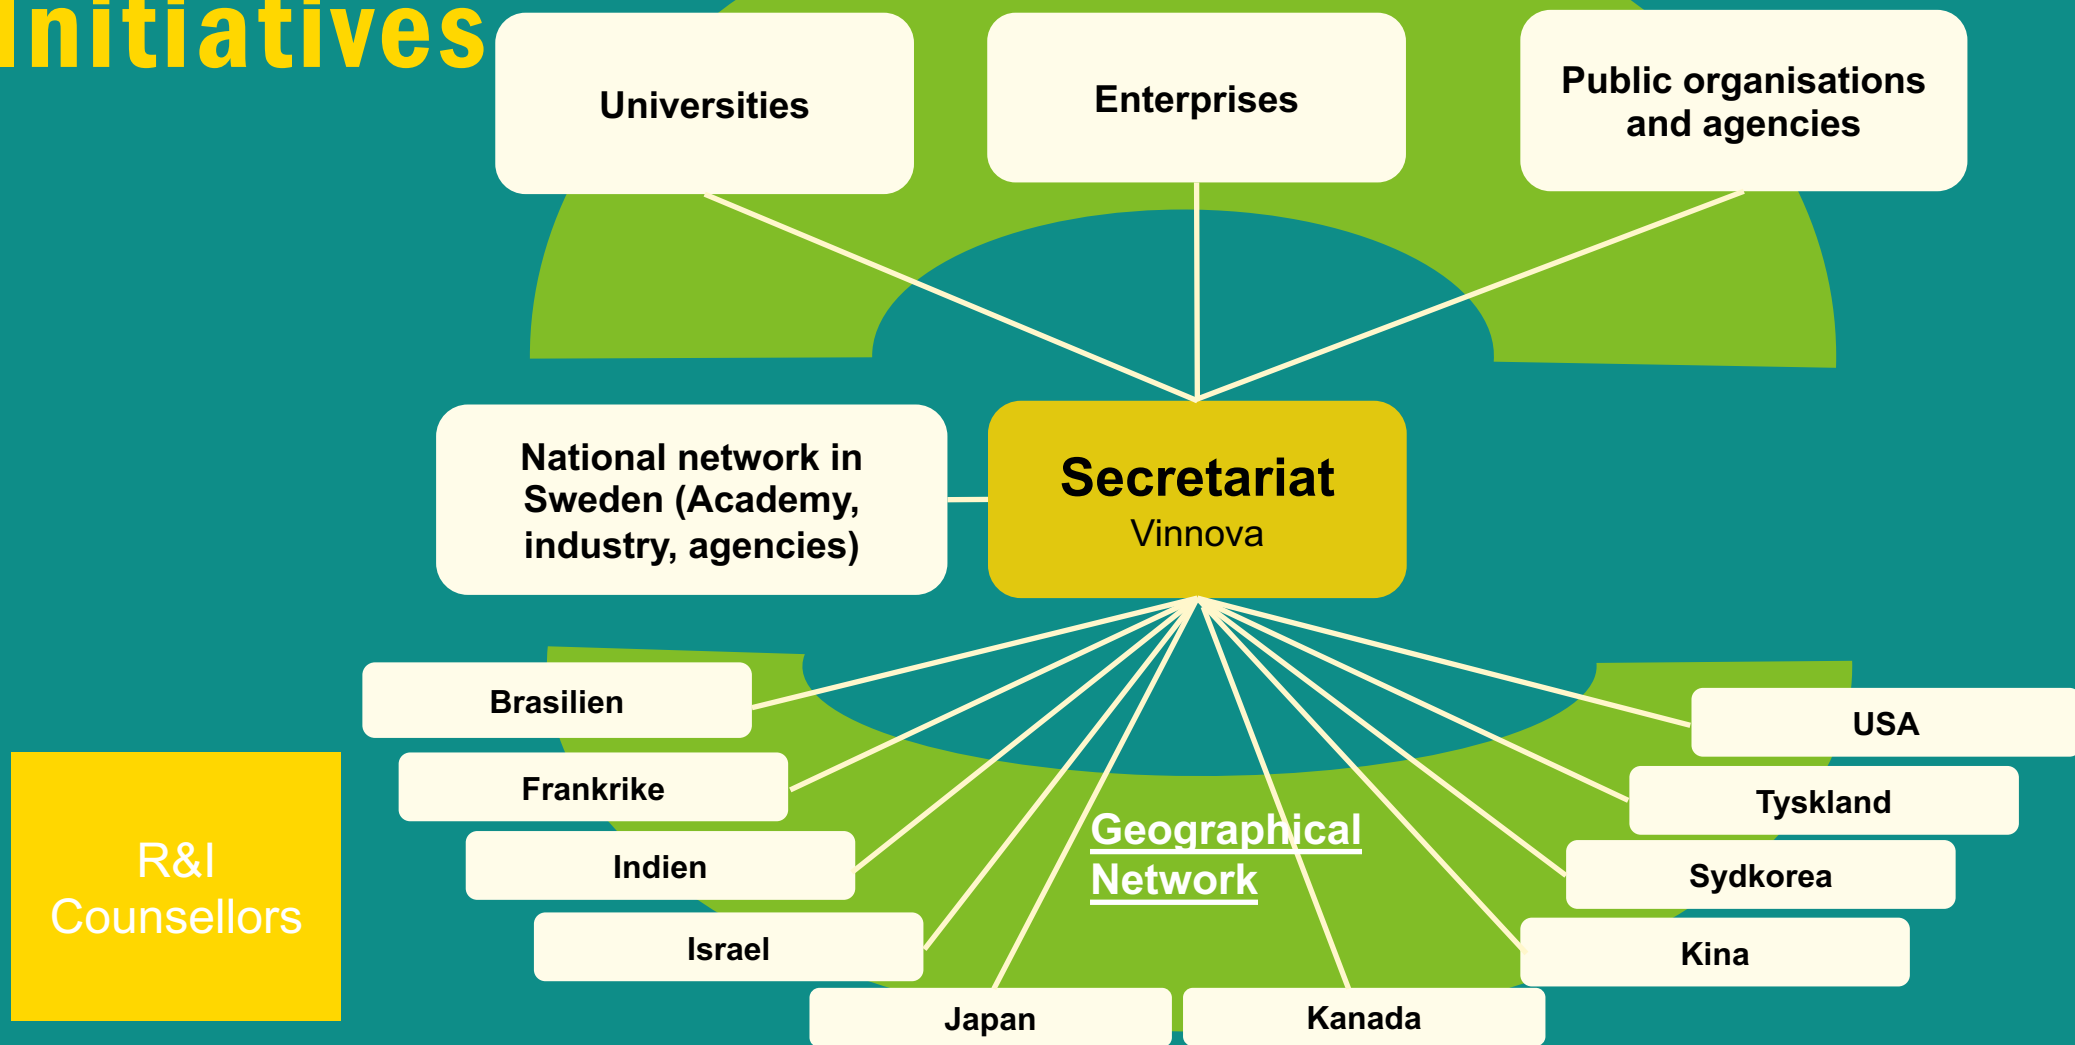 Initiatives
Universities
Enterprises
Public organisations
and agencies
National network in
Sweden (Academy,
industry, agencies)
Secretariat
Vinnova
Brasilien
Frankrike
Indien
Israel
Japan
Kanada
Kina
Sydkorea
Tyskland
USA
Geographical
Network
R&I
Counsellors